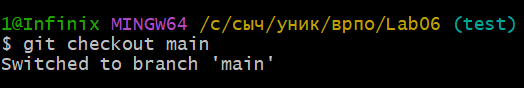 1@Infinix MINGW64 /c/сыч/уник/врпо/Lab06 (test)
$ git checkout main
Switched to branch 'main'